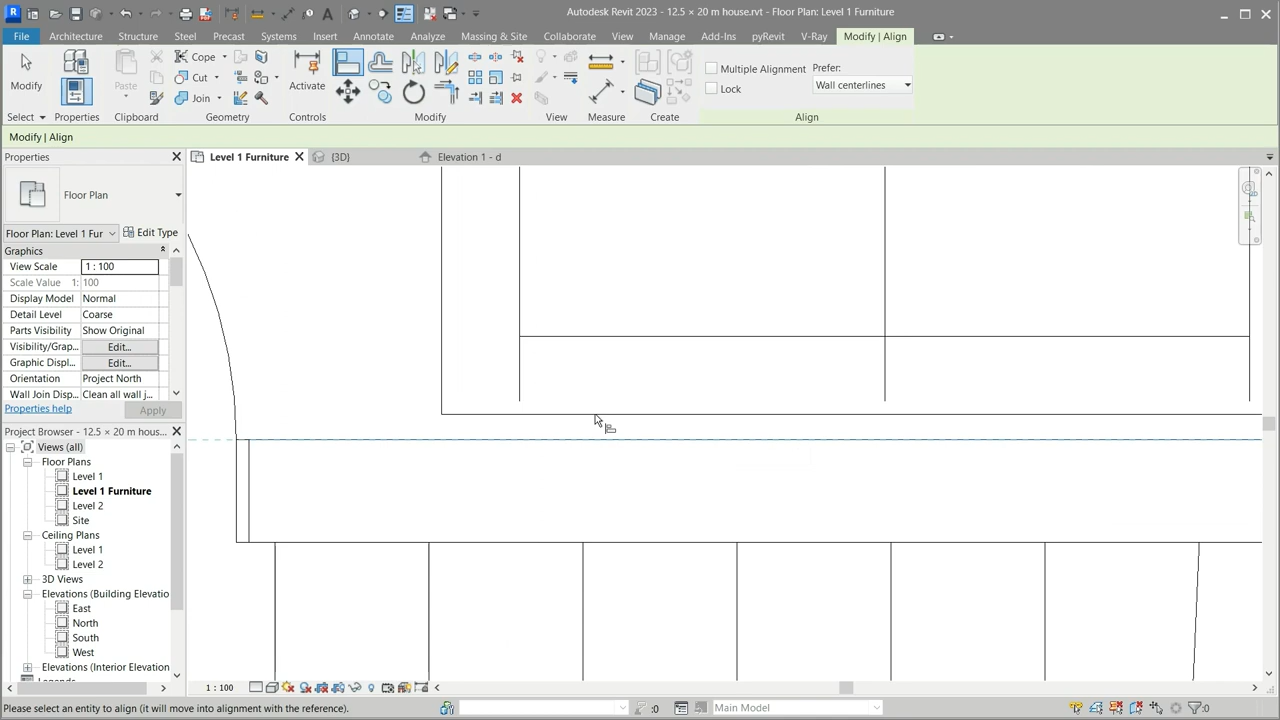 Autodesk Revit 2023 - 12.5 × 20 m house.rvt - Floor Plan: Level 1 Furniture
File Architecture Structure Steel Precast Systems Insert Annotate Analyze Massing & Site Collaborate View Manage Add-Ins pyRevit V-Ray Modify | Align
Modify
Paste
Cope
Cut
Join
Activate
Multiple Alignment
Lock
Prefer:
Wall centerlines
Select Properties Clipboard Geometry Controls Modify View Measure Create Align
Modify | Align
Properties
Level 1 Furniture {3D} Elevation 1 - d
Floor Plan
Floor Plan: Level 1 Fur Edit Type
Graphics
View Scale 1 : 100
Scale Value 1: 100
Display Model Normal
Detail Level Coarse
Parts Visibility Show Original
Visibility/Grap... Edit...
Graphic Displ... Edit...
Orientation Project North
Wall Join Disp... Clean all wall j...
Properties help Apply
Project Browser - 12.5 × 20 m hous...
Views (all)
Floor Plans
Level 1
Level 1 Furniture
Level 2
Site
Ceiling Plans
Level 1
Level 2
3D Views
Elevations (Building Elevatio
East
North
South
West
Elevations (Interior Elevation
1 : 100
Please select an entity to align (it will move into alignment with the reference). :0 Main Model :0